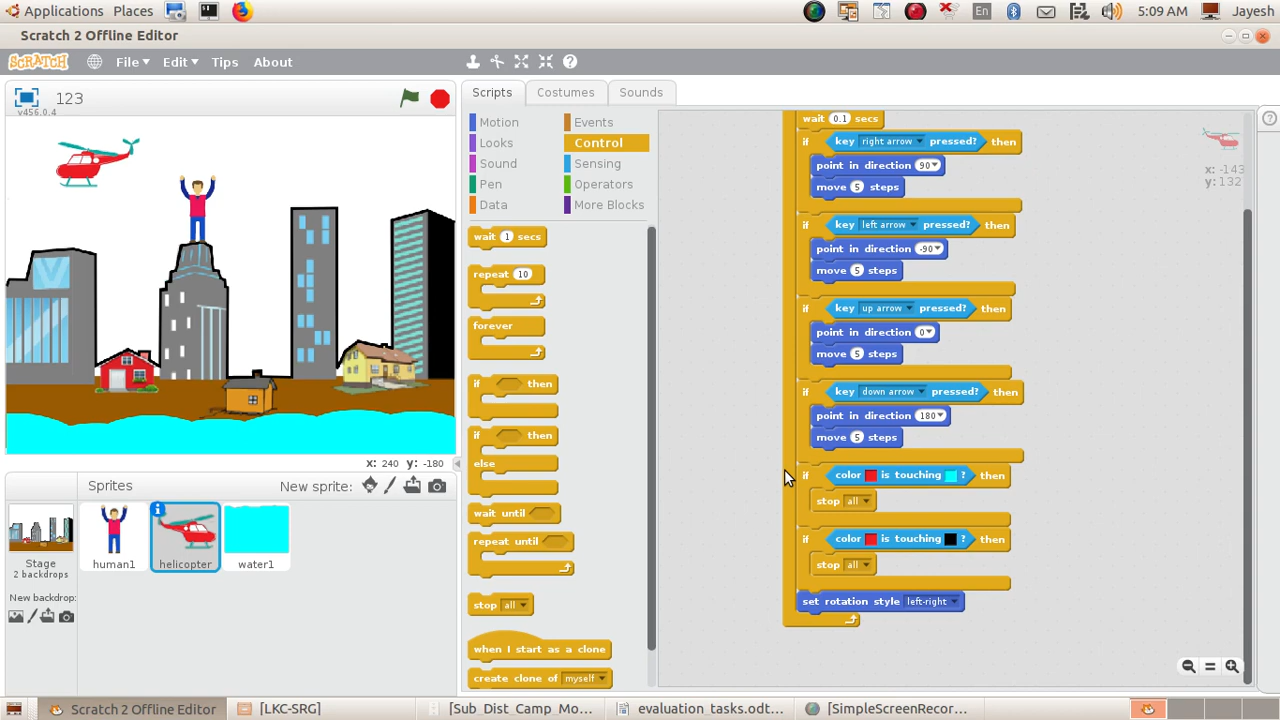 Applications Places En 5:09 AM Jayesh
Scratch 2 Offline Editor
SCRATCH File Edit Tips About
123
v456.0.4
Scripts Costumes Sounds
Motion Events
Looks Control
Sound Sensing
Pen Operators
Data More Blocks
wait 1 secs
repeat 10
forever
if then
if then
else
wait until
repeat until
stop all
when I start as a clone
create clone of myself
wait 0.1 secs
if key right arrow pressed? then
point in direction 90
move 5 steps
if key left arrow pressed? then
point in direction -90
move 5 steps
if key up arrow pressed? then
point in direction 0
move 5 steps
if key down arrow pressed? then
point in direction 180
move 5 steps
if color is touching ? then
stop all
if color is touching ? then
stop all
set rotation style left-right
x: -143
y: 132
x: 240 y: -180
Sprites New sprite:
Stage
2 backdrops
New backdrop:
human1 helicopter water1
Scratch 2 Offline Editor [LKC-SRG] [Sub_Dist_Camp_Mo... evaluation_tasks.odt... [SimpleScreenRecor...